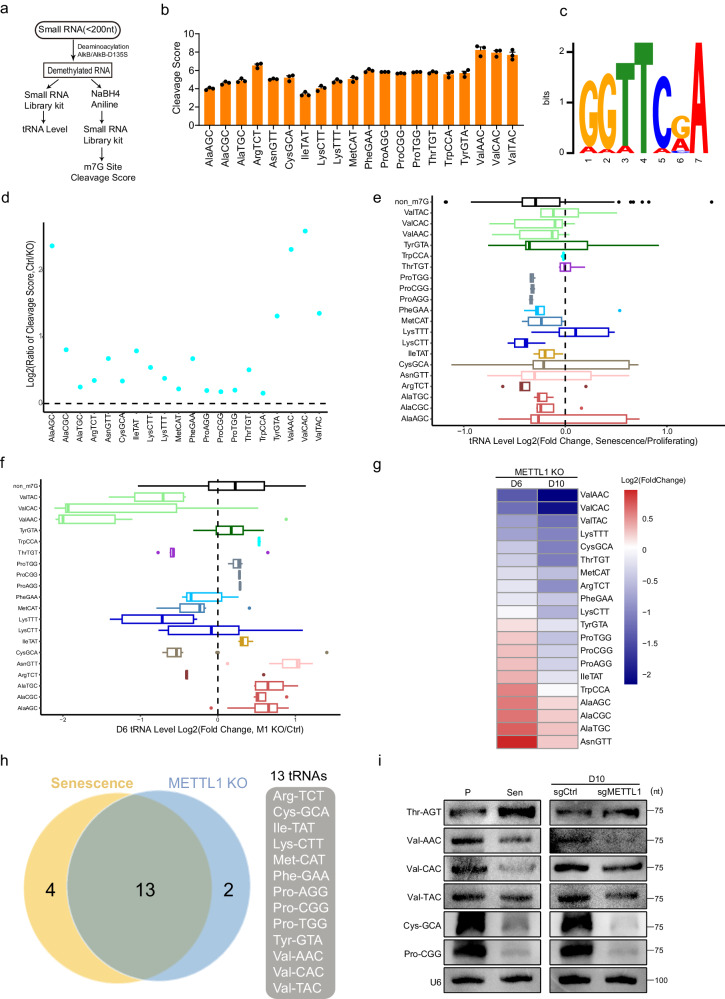 a
Small RNA(<200nt)
Deaminoacylation
AlkB/AlkB-D135S
Demethylated RNA
Small RNA
Library kit
NaBH4
Aniline
tRNA Level
Small RNA
Library kit
m7G Site
Cleavage Score
b
Cleavage Score
10
8
6
4
2
0
AlaAGC
AlaCGC
AlaTGC
ArgTCT
AsnGTT
CysGCA
IleTAT
LysCTT
LysTTT
MetCAT
PheGAA
ProAGG
ProCGG
ProTGG
ThrTGT
TrpCCA
TyrGTA
ValAAC
ValCAC
ValTAC
c
bits
2
1
0
GGTTCGA
1 2 3 4 5 6 7
d
Log2(Ratio of Cleavage Score,Ctrl/KO)
2
1
0
AlaAGC
AlaCGC
AlaTGC
ArgTCT
AsnGTT
CysGCA
IleTAT
LysCTT
LysTTT
MetCAT
PheGAA
ProAGG
ProCGG
ProTGG
ThrTGT
TrpCCA
TyrGTA
ValAAC
ValCAC
ValTAC
e
non_m7G
ValTAC
ValCAC
ValAAC
TyrGTA
TrpCCA
ThrTGT
ProTGG
ProCGG
ProAGG
PheGAA
MetCAT
LysTTT
LysCTT
IleTAT
CysGCA
AsnGTT
ArgTCT
AlaTGC
AlaCGC
AlaAGC
−1.0
0.0
1.0
tRNA Level Log2(Fold Change, Senescence/Proliferating)
f
non_m7G
ValTAC
ValCAC
ValAAC
TyrGTA
TrpCCA
ThrTGT
ProTGG
ProCGG
ProAGG
PheGAA
MetCAT
LysTTT
LysCTT
IleTAT
CysGCA
AsnGTT
ArgTCT
AlaTGC
AlaCGC
AlaAGC
−2
−1
0
1
D6 tRNA Level Log2(Fold Change, M1 KO/Ctrl)
g
METTL1 KO
D6 D10
ValAAC
ValCAC
ValTAC
LysTTT
CysGCA
ThrTGT
MetCAT
ArgTCT
PheGAA
LysCTT
TyrGTA
ProTGG
ProCGG
ProAGG
IleTAT
TrpCCA
AlaAGC
AlaCGC
AlaTGC
AsnGTT
Log2(FoldChange)
0.5
0
−0.5
−1
−1.5
−2
h
Senescence
METTL1 KO
4
13
2
13 tRNAs
Arg-TCT
Cys-GCA
Ile-TAT
Lys-CTT
Met-CAT
Phe-GAA
Pro-AGG
Pro-CGG
Pro-TGG
Tyr-GTA
Val-AAC
Val-CAC
Val-TAC
i
D10
P Sen sgCtrl sgMETTL1 (nt)
Thr-AGT 75
Val-AAC 75
Val-CAC 75
Val-TAC 75
Cys-GCA 75
Pro-CGG 75
U6 100